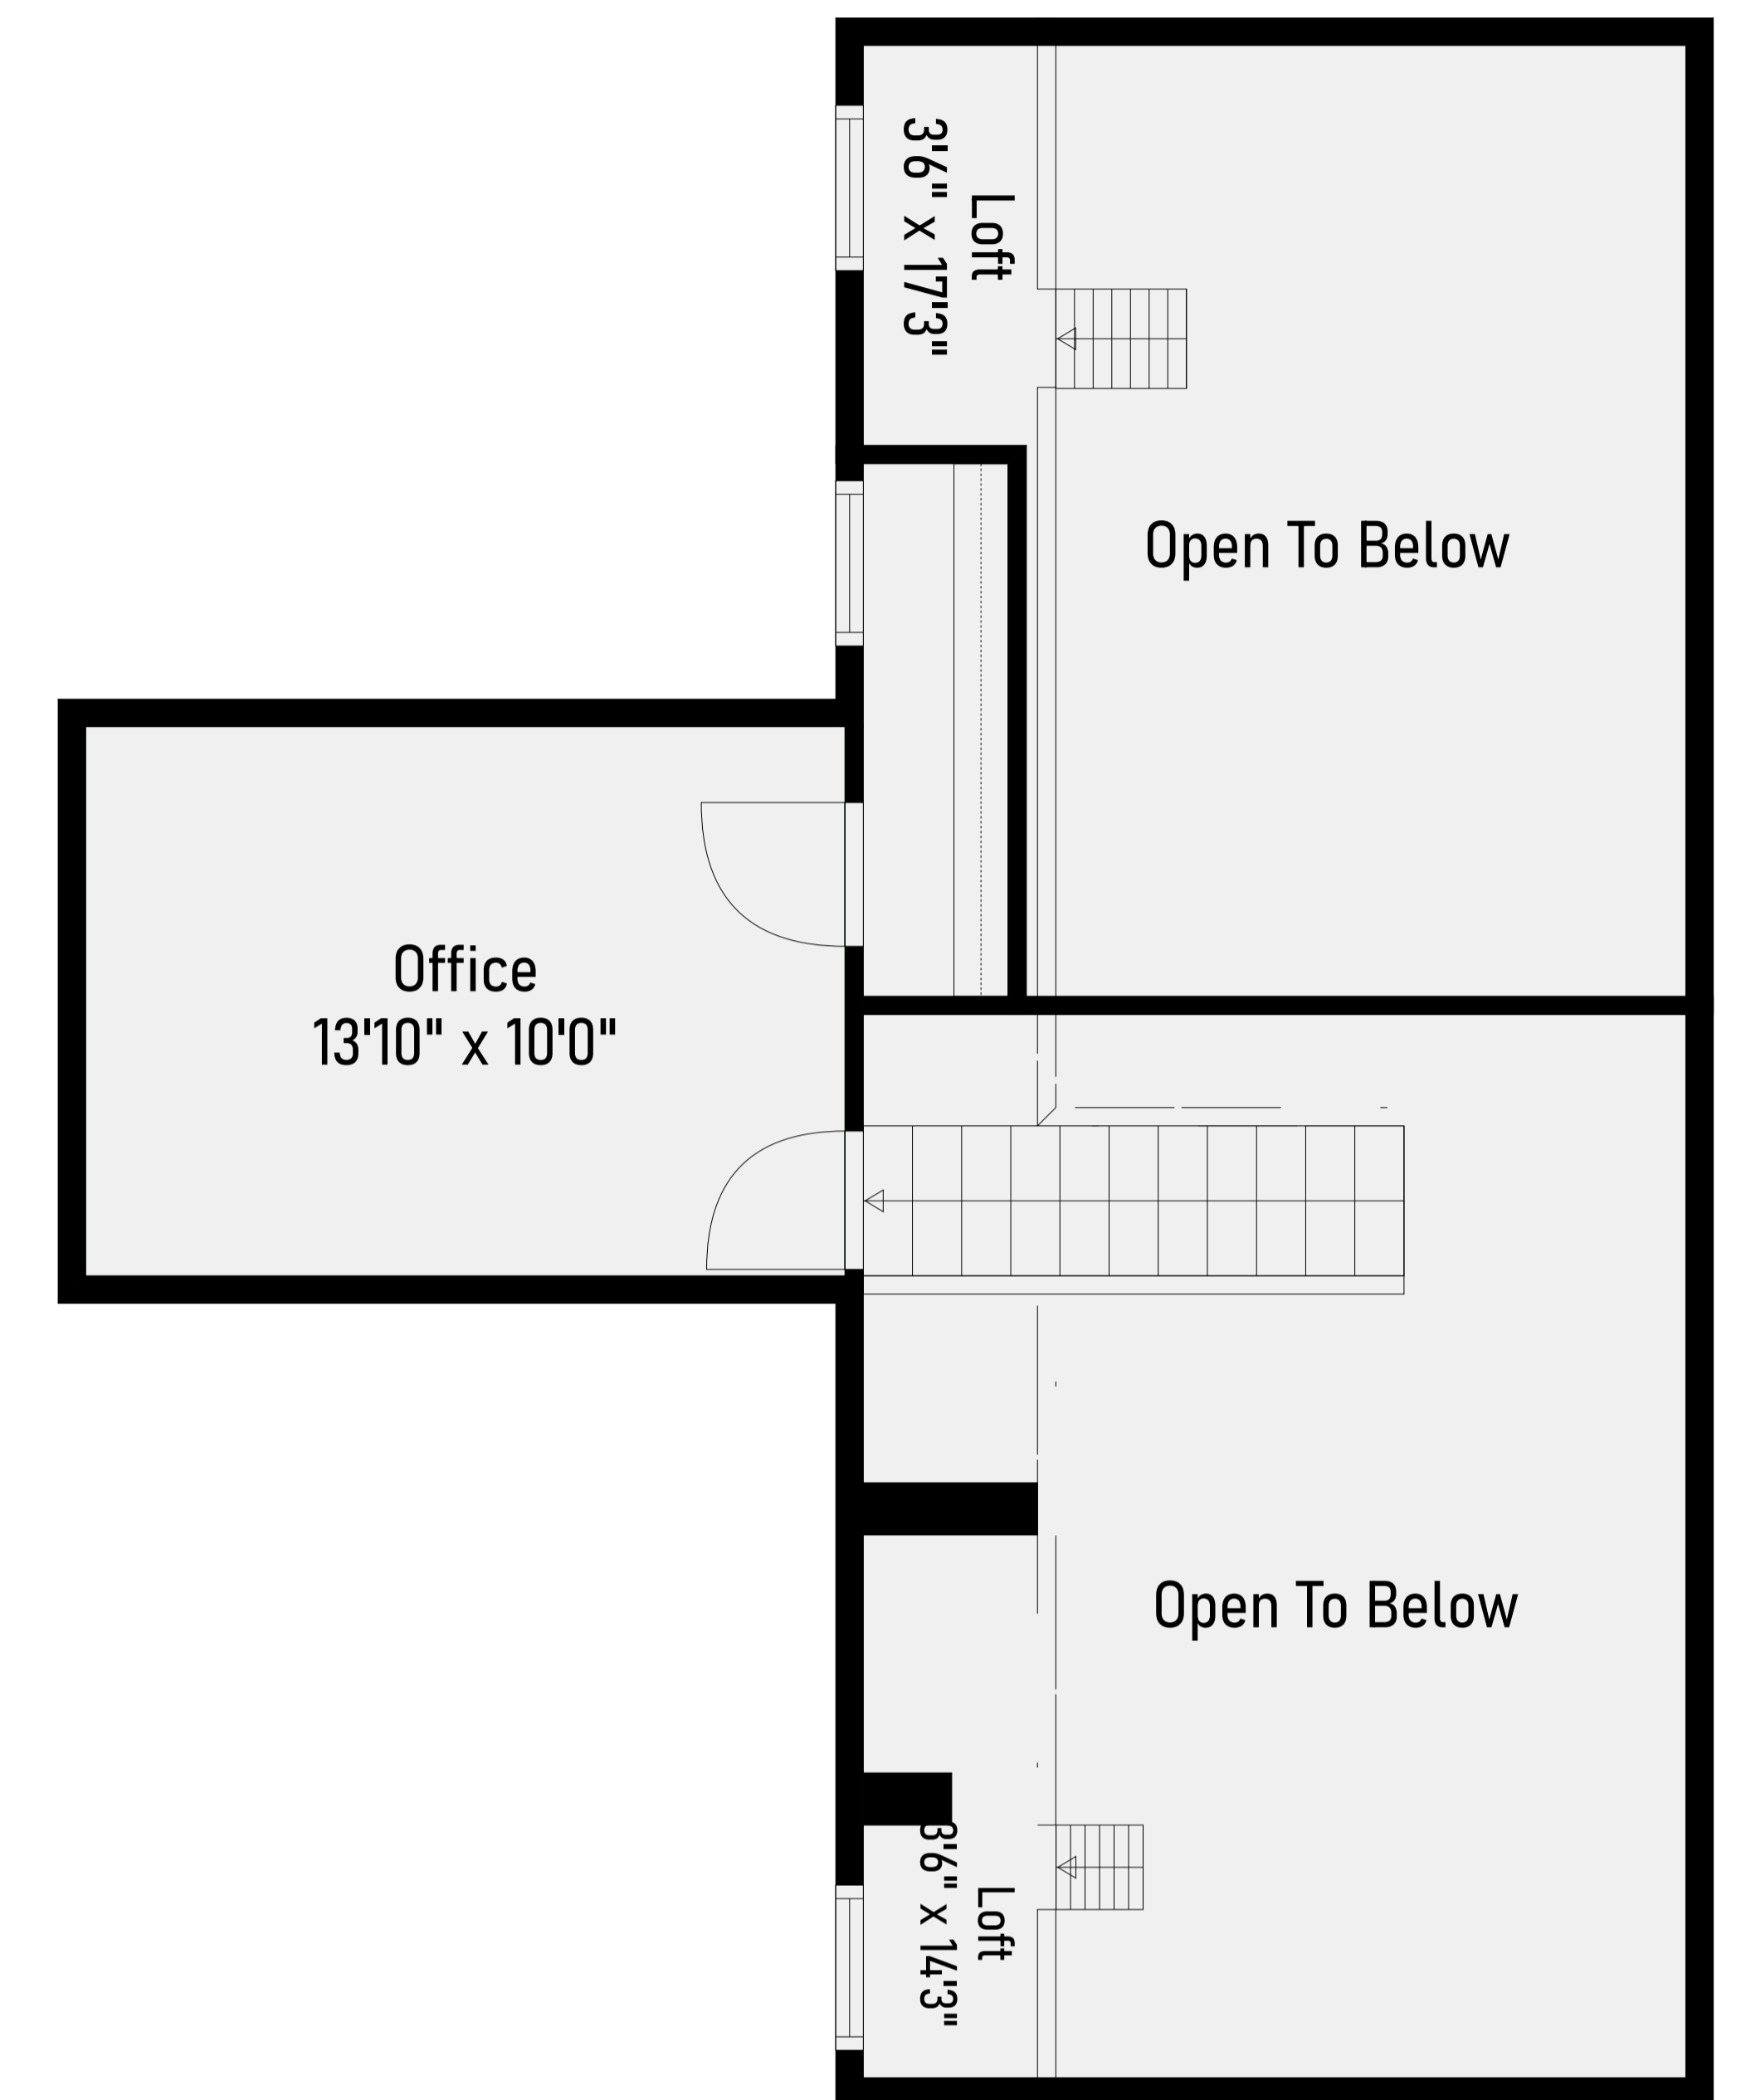 Loft
3'6" x 17'3"
Open To Below
Office
13'10" x 10'0"
Open To Below
Loft
3'6" x 14'3"